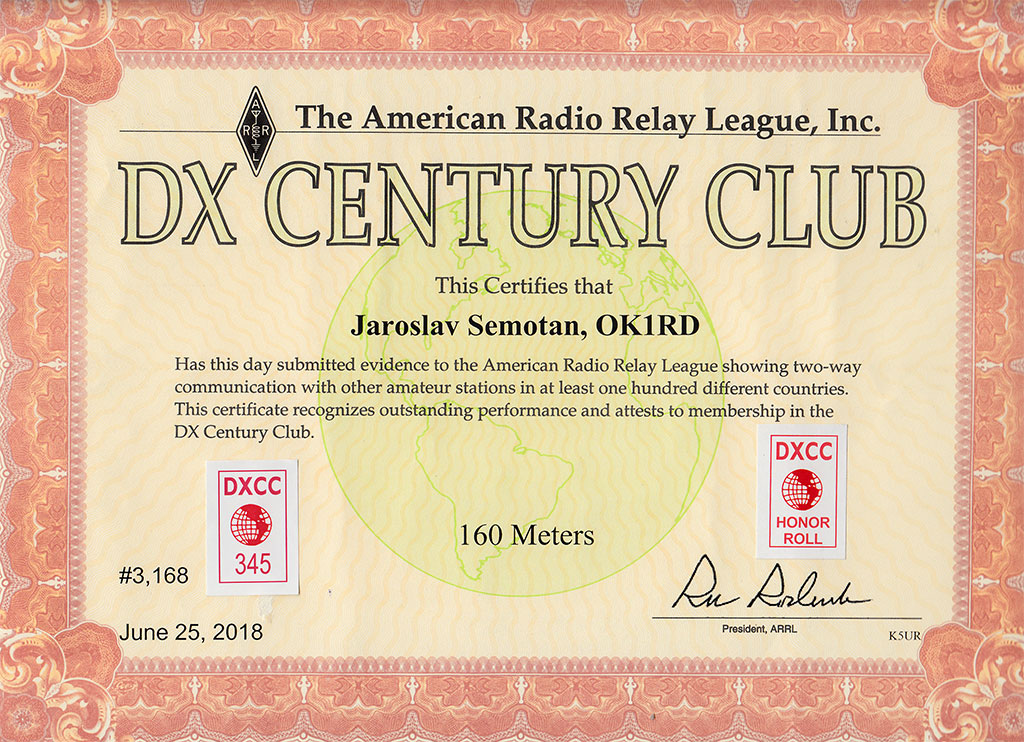 A
R R
L
The American Radio Relay League, Inc.
DX CENTURY CLUB
This Certifies that
Jaroslav Semotan, OK1RD
Has this day submitted evidence to the American Radio Relay League showing two-way
communication with other amateur stations in at least one hundred different countries.
This certificate recognizes outstanding performance and attests to membership in the
DX Century Club.
DXCC
345
DXCC
HONOR
ROLL
160 Meters
#3,168
June 25, 2018
President, ARRL
K5UR